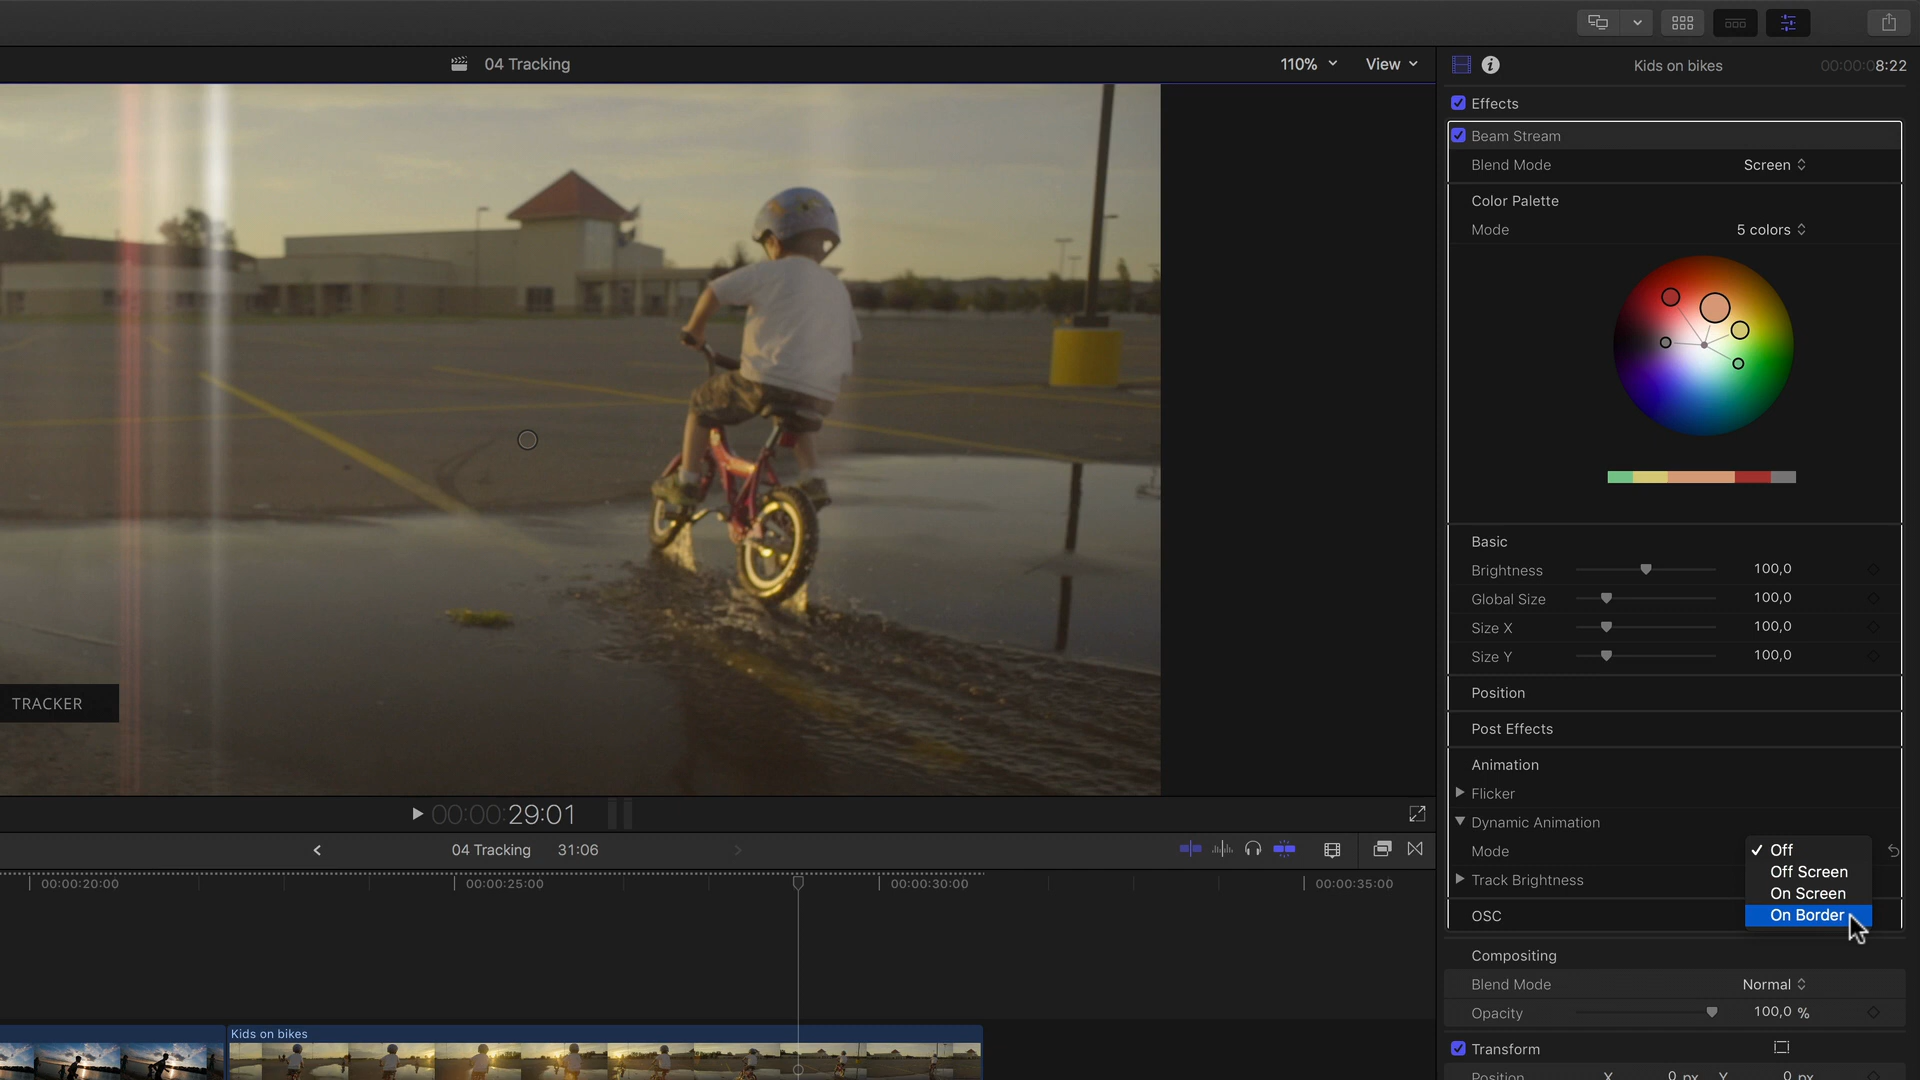 04 Tracking
110%
View
Kids on bikes
00:00:08:22
Effects
Beam Stream
Blend Mode Screen
Color Palette
Mode 5 colors
Basic
Brightness 100,0
Global Size 100,0
Size X 100,0
Size Y 100,0
Position
Post Effects
Animation
Flicker
Dynamic Animation
Mode
✓ Off
Off Screen
On Screen
On Border
Track Brightness
OSC
Compositing
Blend Mode Normal
Opacity 100,0 %
Transform
Position X 0 px Y 0 px
TRACKER
00:00:29:01
04 Tracking 31:06
00:00:20:00
00:00:25:00
00:00:30:00
00:00:35:00
Kids on bikes